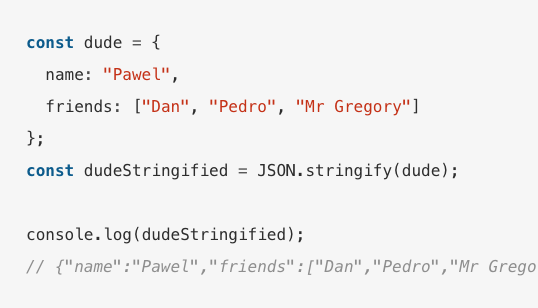 const dude = {
  name: "Pawel",
  friends: ["Dan", "Pedro", "Mr Gregory"]
};
const dudeStringified = JSON.stringify(dude);

console.log(dudeStringified);
// {"name":"Pawel","friends":["Dan","Pedro","Mr Grego